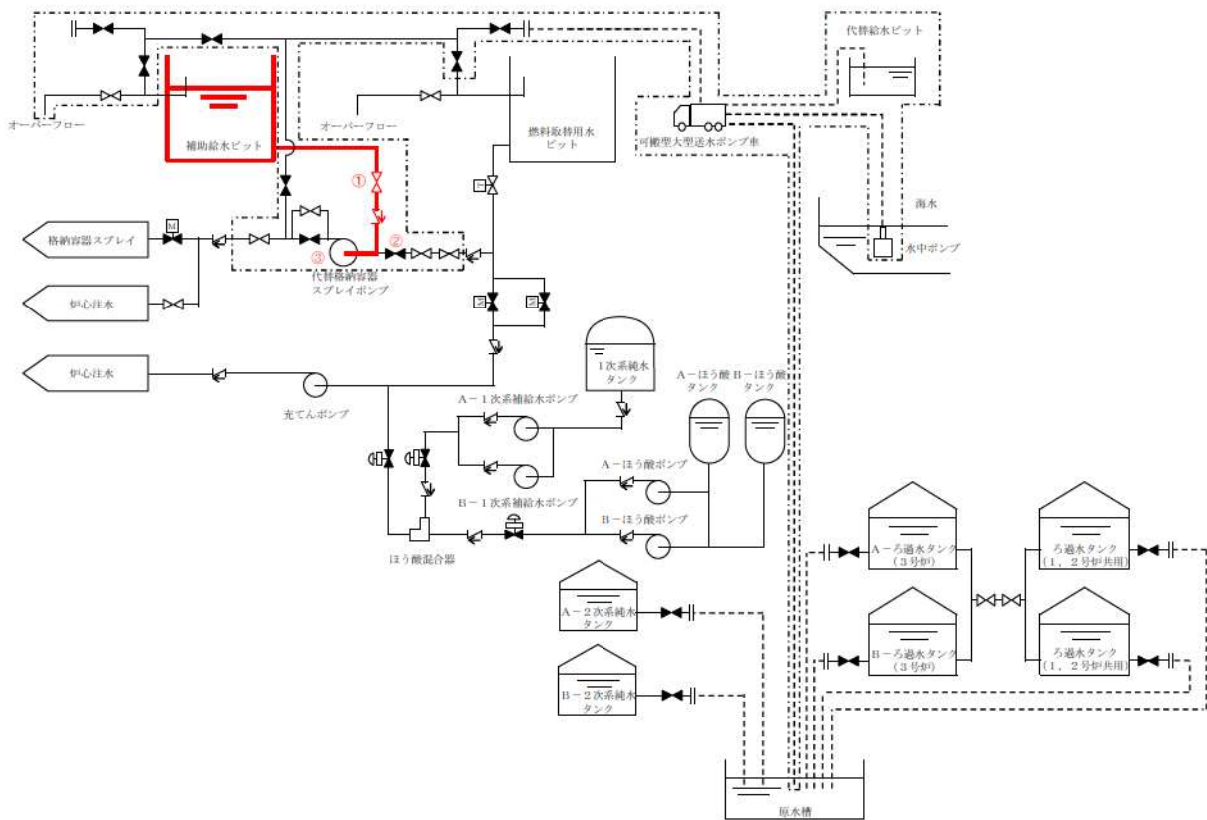 代替給水ピット
オーバーフロー
補助給水ピット
オーバーフロー
燃料取替用水
ピット
可搬型大型送水ポンプ車
海水
水中ポンプ
①
T
M
格納容器スプレイ
②
③
代替格納容器
スプレイポンプ
炉心注水
M
M
炉心注水
充てんポンプ
1次系純水
タンク
A-ほう酸
タンク
B-ほう酸
タンク
A-1次系補給水ポンプ
B-1次系補給水ポンプ
A-ほう酸ポンプ
B-ほう酸ポンプ
ほう酸混合器
A-2次系純水
タンク
B-2次系純水
タンク
A-ろ過水タンク
(3号炉)
ろ過水タンク
(1,2号炉共用)
B-ろ過水タンク
(3号炉)
ろ過水タンク
(1,2号炉共用)
原水槽